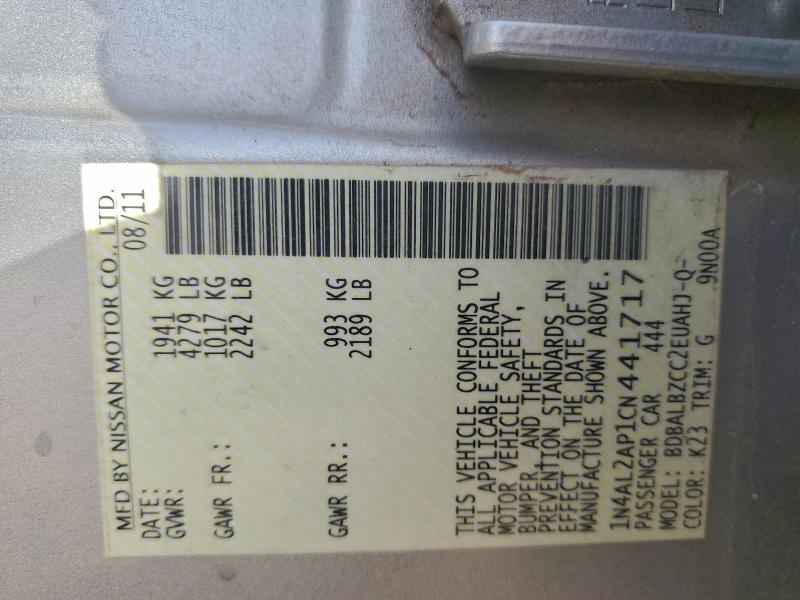 MFD BY NISSAN MOTOR CO., LTD.
DATE: 08/11
GVWR: 1941 KG
4279 LB
GAWR FR.: 1017 KG
2242 LB
GAWR RR.: 993 KG
2189 LB
THIS VEHICLE CONFORMS TO
ALL APPLICABLE FEDERAL
MOTOR VEHICLE SAFETY,
BUMPER, AND THEFT
PREVENTION STANDARDS IN
EFFECT ON THE DATE OF
MANUFACTURE SHOWN ABOVE.
1N4AL2AP1CN441717
PASSENGER CAR 444
MODEL: BDBALBZCC2EUAHJ-Q-
COLOR: K23 TRIM: G 9N00A